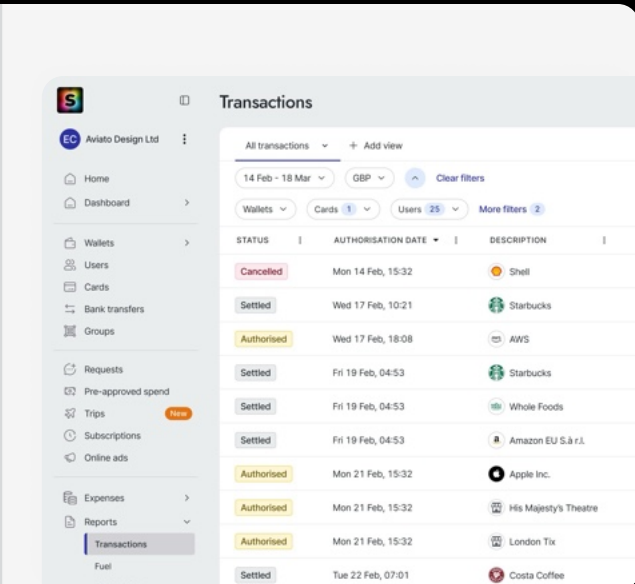 S
Transactions
EC Aviato Design Ltd
All transactions
+ Add view
14 Feb - 18 Mar
GBP
Clear filters
Wallets
Cards 1
Users 25
More filters 2
Home
Dashboard
Wallets
Users
Cards
Bank transfers
Groups
Requests
Pre-approved spend
Trips New
Subscriptions
Online ads
Expenses
Reports
Transactions
Fuel
STATUS AUTHORISATION DATE DESCRIPTION
Cancelled Mon 14 Feb, 15:32 Shell
Settled Wed 17 Feb, 10:21 Starbucks
Authorised Wed 17 Feb, 18:08 AWS
Settled Fri 19 Feb, 04:53 Starbucks
Settled Fri 19 Feb, 04:53 Whole Foods
Settled Fri 19 Feb, 04:53 Amazon EU S.à r.l.
Authorised Mon 21 Feb, 15:32 Apple Inc.
Authorised Mon 21 Feb, 15:32 His Majesty's Theatre
Authorised Mon 21 Feb, 15:32 London Tix
Settled Tue 22 Feb, 07:01 Costa Coffee